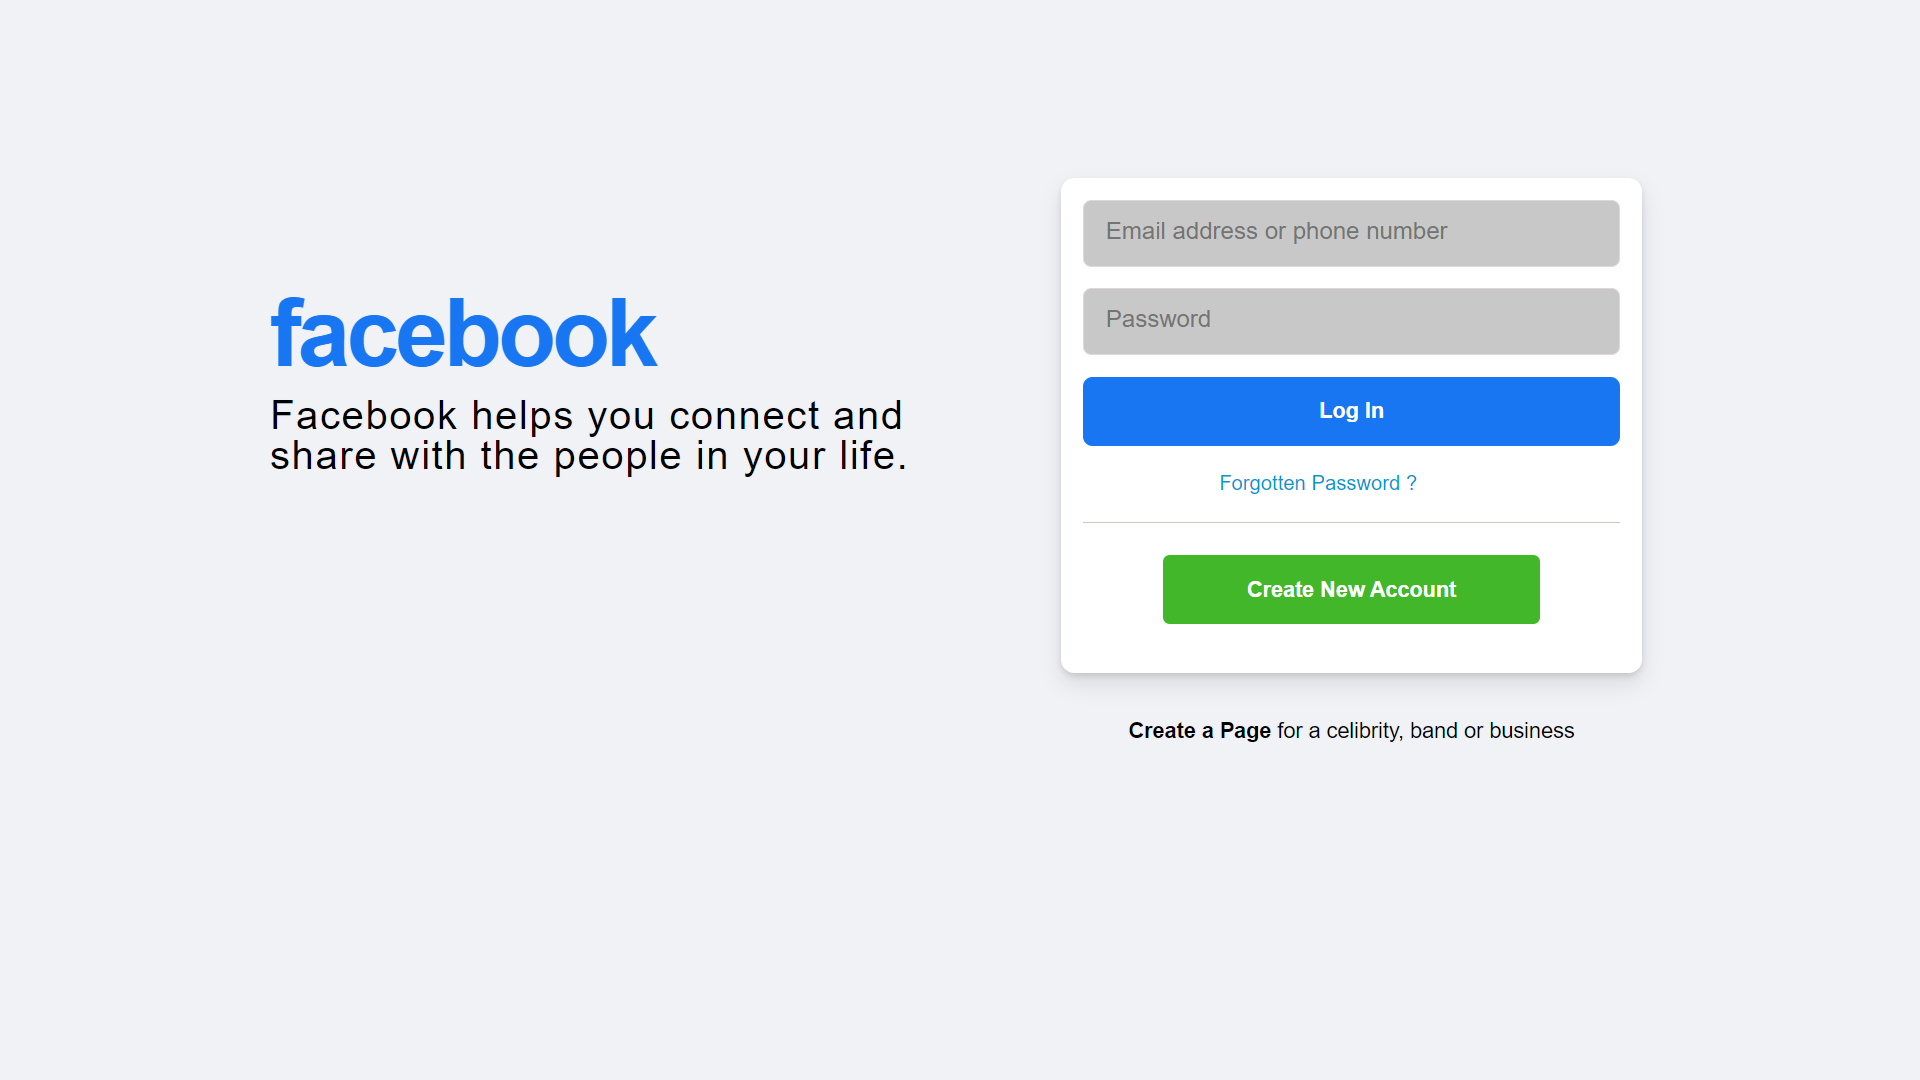 facebook
Facebook helps you connect and
share with the people in your life.
Email address or phone number
Password
Log In
Forgotten Password ?
Create New Account
Create a Page for a celibrity, band or business